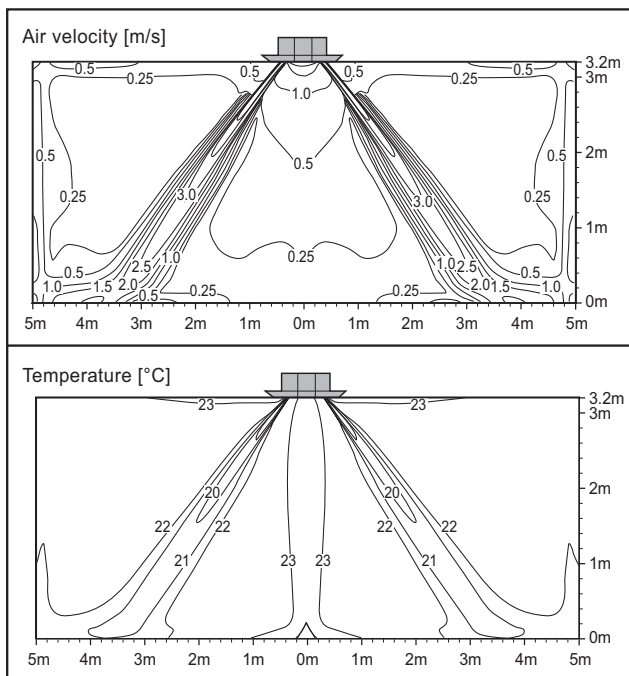 Air velocity [m/s]
3.2m
0.5 0.5 0.5 0.5
0.25 0.25 3m
1.0
0.5 0.5 0.5 2m
3.0 3.0
0.25 0.25
1m
0.25
0.5 1.0 1.0 0.5
2.5 2.5
1.0 1.5 2.0 2.0 1.5 1.0
0.5 0.25 0.25 0m
5m 4m 3m 2m 1m 0m 1m 2m 3m 4m 5m
Temperature [°C]
3.2m
23 23 3m
20 20 2m
22 22 22 22
21 23 23 21 1m
0m
5m 4m 3m 2m 1m 0m 1m 2m 3m 4m 5m